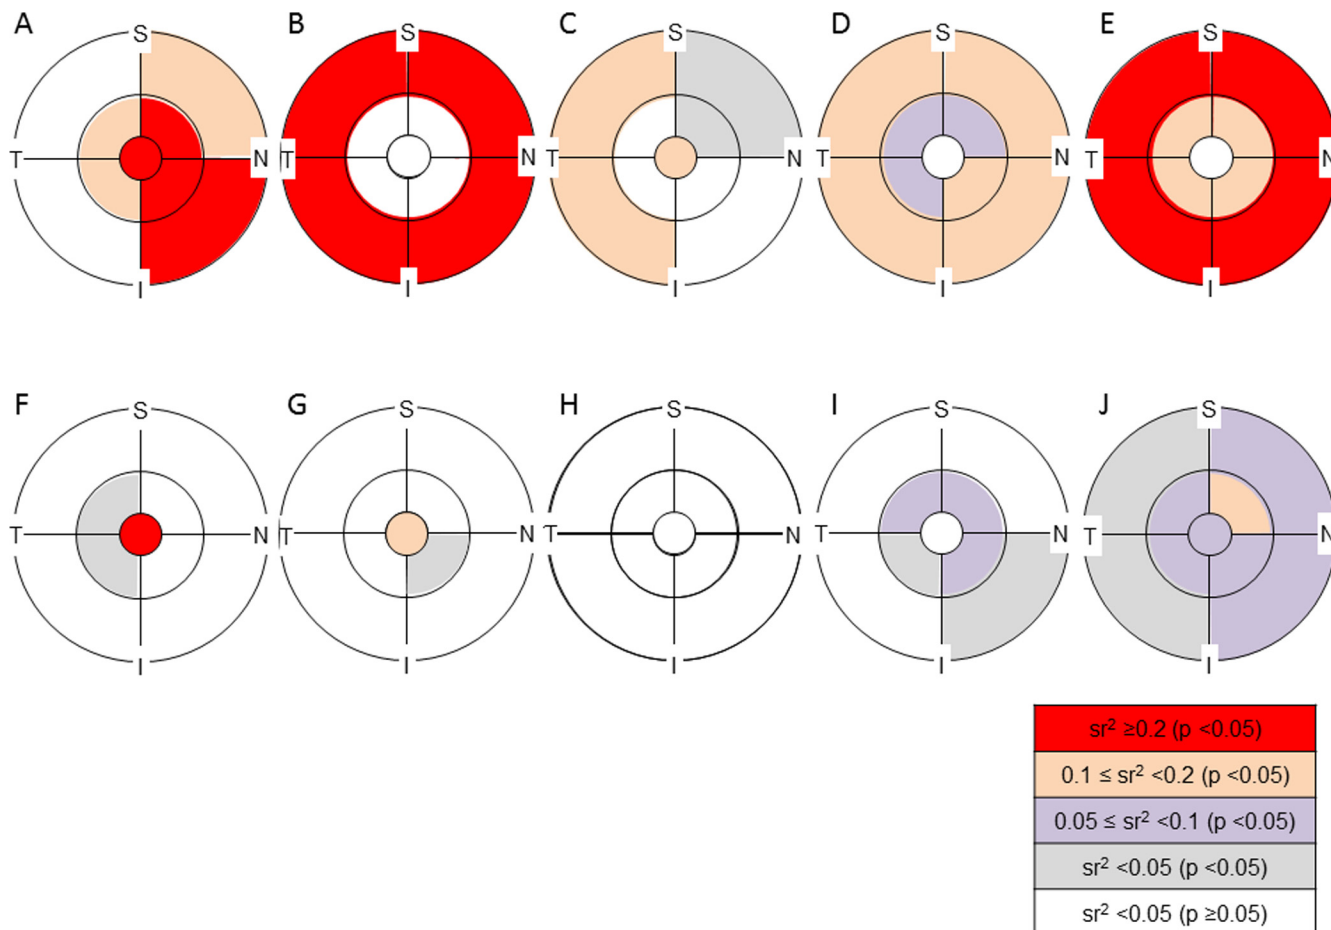 A B C D E
S S S S S
T N T N T N T N T N
I I I I I
F G H I J
S S S S S
T N T N T N T N T N
I I I I I
sr² ≥0.2 (p <0.05)
0.1 ≤ sr² <0.2 (p <0.05)
0.05 ≤ sr² <0.1 (p <0.05)
sr² <0.05 (p <0.05)
sr² <0.05 (p ≥0.05)